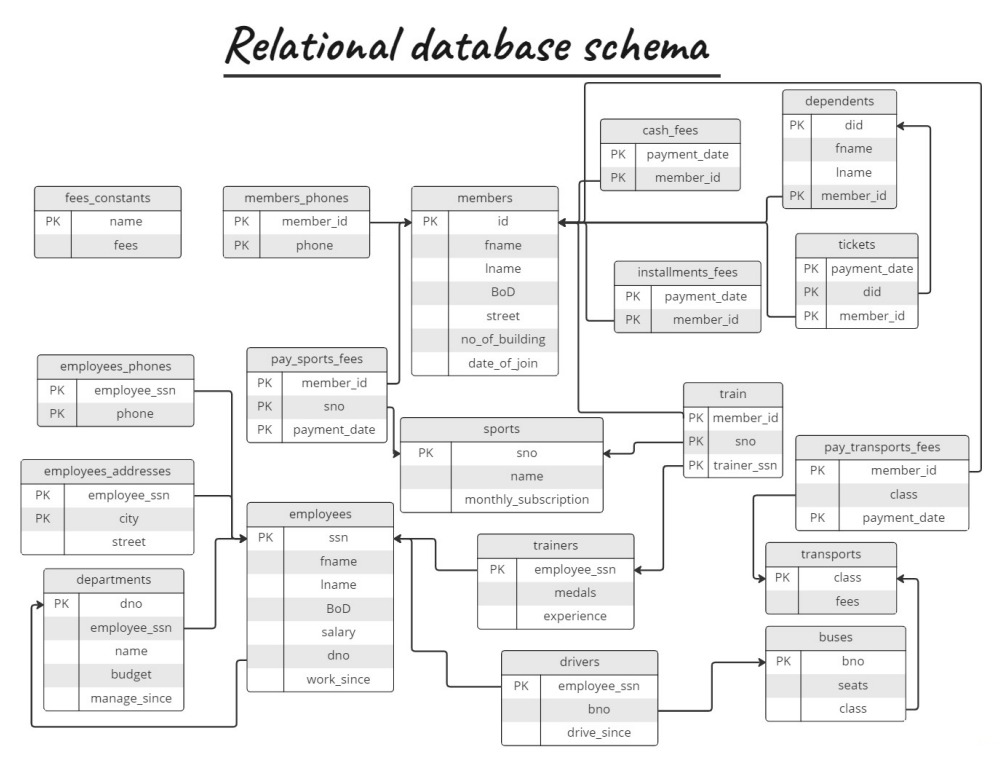 Relational database schema
fees_constants
PK name
fees
members_phones
PK member_id
PK phone
members
PK id
fname
lname
BoD
street
no_of_building
date_of_join
cash_fees
PK payment_date
PK member_id
dependents
PK did
fname
lname
PK member_id
installments_fees
PK payment_date
PK member_id
tickets
PK payment_date
PK did
PK member_id
employees_phones
PK employee_ssn
PK phone
pay_sports_fees
PK member_id
PK sno
PK payment_date
sports
PK sno
name
monthly_subscription
train
PK member_id
PK sno
PK trainer_ssn
pay_transports_fees
PK member_id
class
PK payment_date
employees_addresses
PK employee_ssn
PK city
street
employees
PK ssn
fname
lname
BoD
salary
dno
work_since
trainers
PK employee_ssn
medals
experience
transports
PK class
fees
departments
PK dno
employee_ssn
name
budget
manage_since
drivers
PK employee_ssn
bno
drive_since
buses
PK bno
seats
class